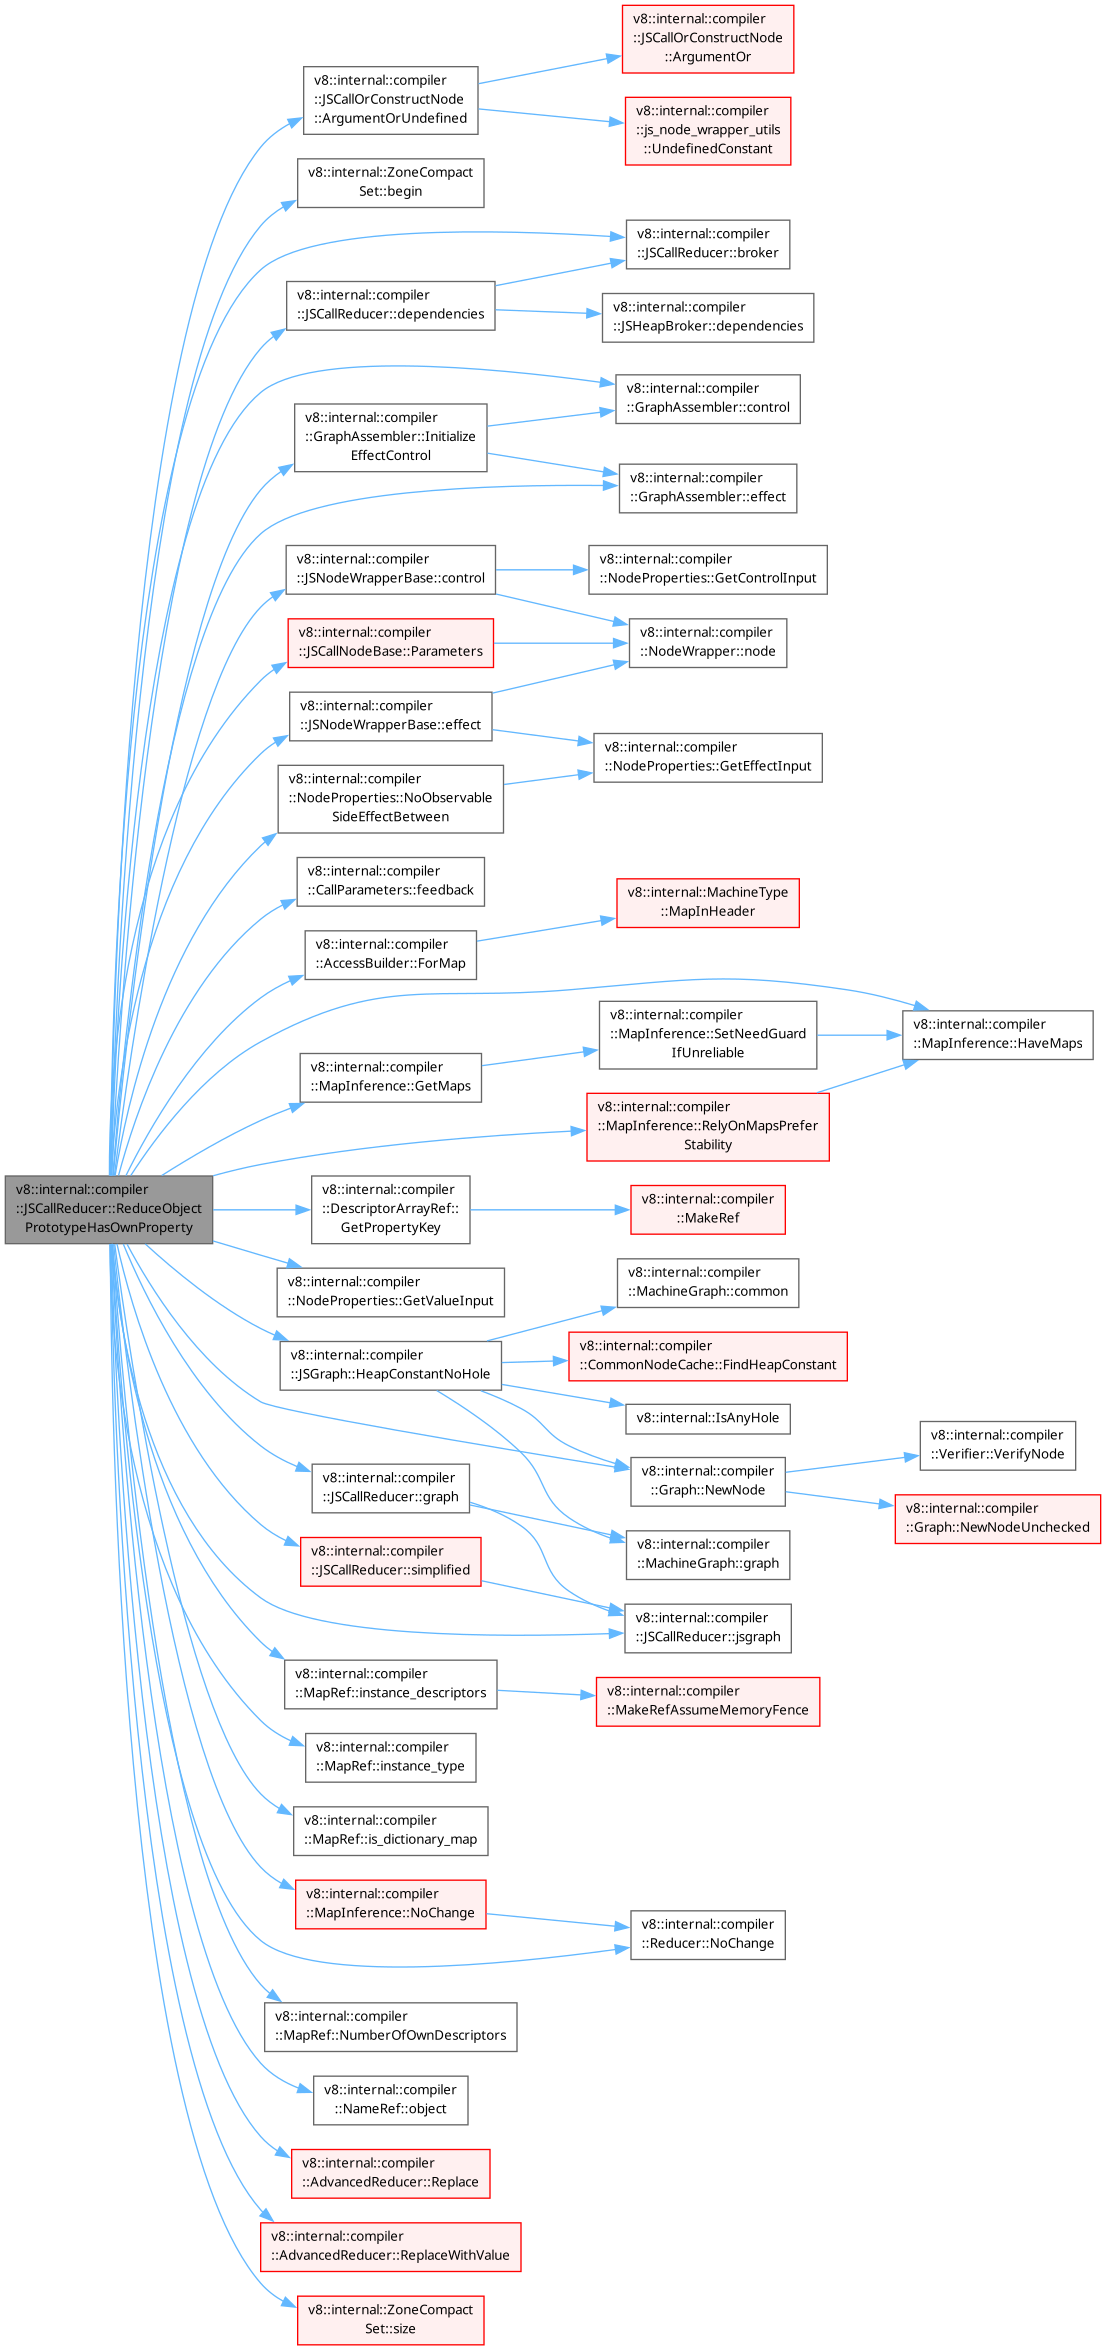 v8::internal::compiler
::JSCallOrConstructNode
::ArgumentOr
v8::internal::compiler
::JSCallOrConstructNode
::ArgumentOrUndefined
v8::internal::compiler
::js_node_wrapper_utils
::UndefinedConstant
v8::internal::ZoneCompact
Set::begin
v8::internal::compiler
::JSCallReducer::broker
v8::internal::compiler
::JSCallReducer::dependencies
v8::internal::compiler
::JSHeapBroker::dependencies
v8::internal::compiler
::GraphAssembler::control
v8::internal::compiler
::GraphAssembler::Initialize
EffectControl
v8::internal::compiler
::GraphAssembler::effect
v8::internal::compiler
::JSNodeWrapperBase::control
v8::internal::compiler
::NodeProperties::GetControlInput
v8::internal::compiler
::JSCallNodeBase::Parameters
v8::internal::compiler
::NodeWrapper::node
v8::internal::compiler
::JSNodeWrapperBase::effect
v8::internal::compiler
::NodeProperties::GetEffectInput
v8::internal::compiler
::NodeProperties::NoObservable
SideEffectBetween
v8::internal::compiler
::CallParameters::feedback
v8::internal::MachineType
::MapInHeader
v8::internal::compiler
::AccessBuilder::ForMap
v8::internal::compiler
::MapInference::SetNeedGuard
IfUnreliable
v8::internal::compiler
::MapInference::HaveMaps
v8::internal::compiler
::MapInference::GetMaps
v8::internal::compiler
::MapInference::RelyOnMapsPrefer
Stability
v8::internal::compiler
::JSCallReducer::ReduceObject
PrototypeHasOwnProperty
v8::internal::compiler
::DescriptorArrayRef::
GetPropertyKey
v8::internal::compiler
::MakeRef
v8::internal::compiler
::NodeProperties::GetValueInput
v8::internal::compiler
::MachineGraph::common
v8::internal::compiler
::JSGraph::HeapConstantNoHole
v8::internal::compiler
::CommonNodeCache::FindHeapConstant
v8::internal::IsAnyHole
v8::internal::compiler
::Verifier::VerifyNode
v8::internal::compiler
::Graph::NewNode
v8::internal::compiler
::JSCallReducer::graph
v8::internal::compiler
::Graph::NewNodeUnchecked
v8::internal::compiler
::MachineGraph::graph
v8::internal::compiler
::JSCallReducer::simplified
v8::internal::compiler
::JSCallReducer::jsgraph
v8::internal::compiler
::MapRef::instance_descriptors
v8::internal::compiler
::MakeRefAssumeMemoryFence
v8::internal::compiler
::MapRef::instance_type
v8::internal::compiler
::MapRef::is_dictionary_map
v8::internal::compiler
::MapInference::NoChange
v8::internal::compiler
::Reducer::NoChange
v8::internal::compiler
::MapRef::NumberOfOwnDescriptors
v8::internal::compiler
::NameRef::object
v8::internal::compiler
::AdvancedReducer::Replace
v8::internal::compiler
::AdvancedReducer::ReplaceWithValue
v8::internal::ZoneCompact
Set::size